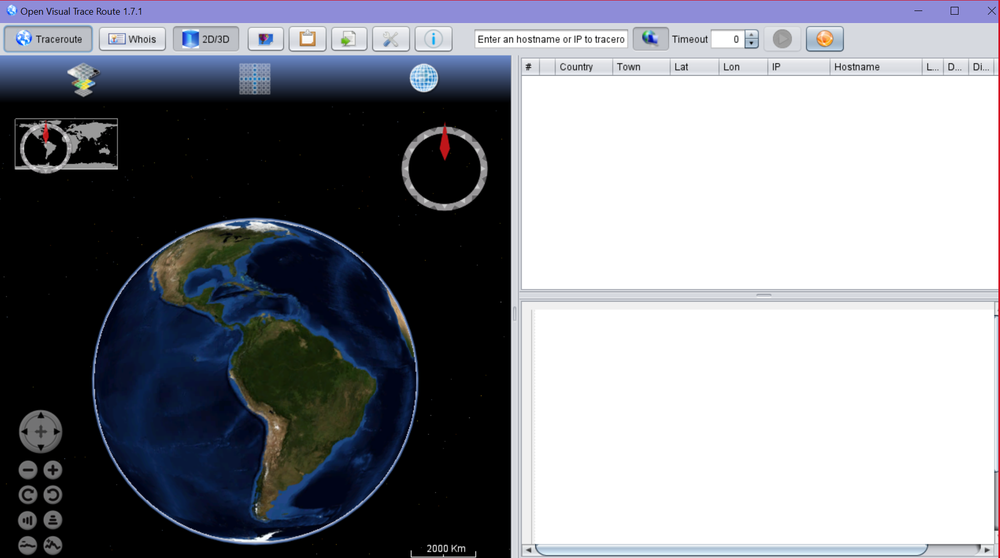 Open Visual Trace Route 1.7.1
Traceroute Whois 2D/3D Enter an hostname or IP to tracero Timeout 0
# Country Town Lat Lon IP Hostname L... D... Di...
2000 Km